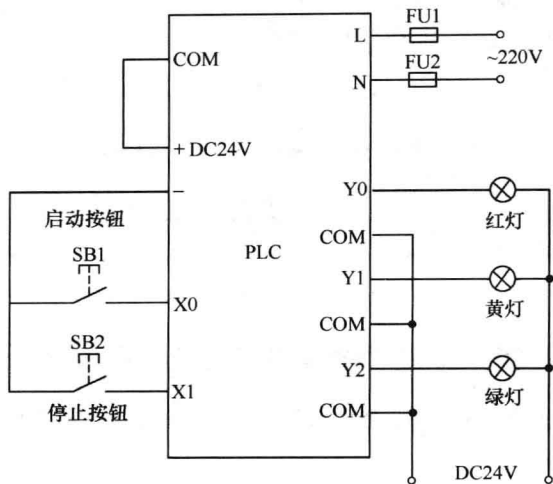 L
FU1
~220V
N
FU2
COM
+ DC24V
−
启动按钮
SB1
X0
SB2
X1
停止按钮
PLC
Y0
红灯
COM
Y1
黄灯
COM
Y2
绿灯
COM
DC24V